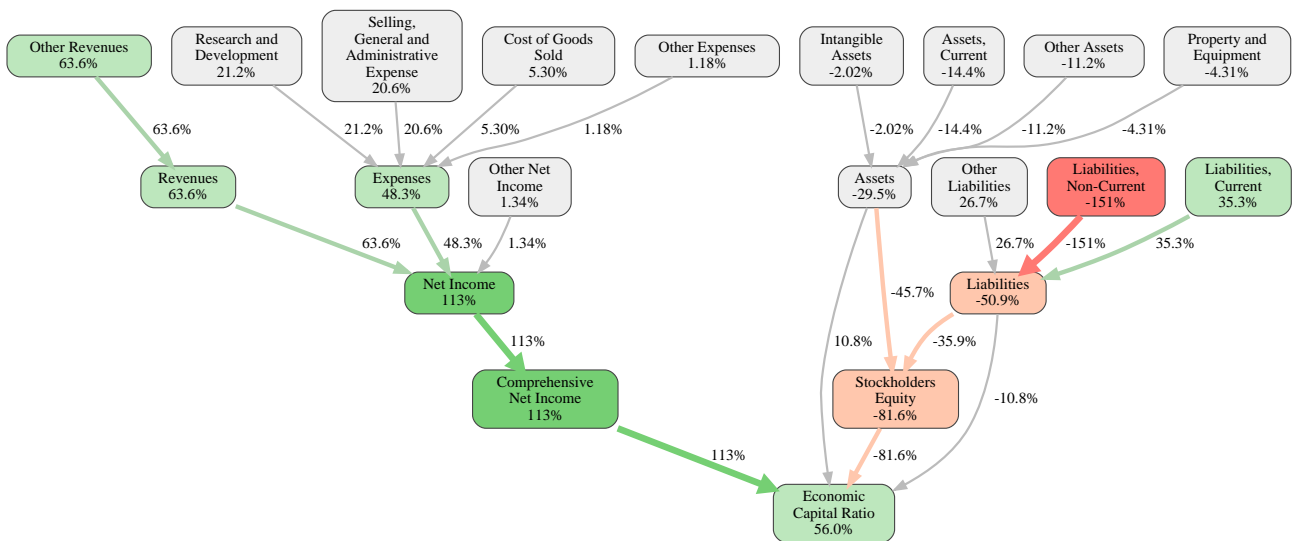 Other Revenues
63.6%
Research and
Development
21.2%
Selling,
General and
Administrative
Expense
20.6%
Cost of Goods
Sold
5.30%
Other Expenses
1.18%
Intangible
Assets
-2.02%
Assets,
Current
-14.4%
Other Assets
-11.2%
Property and
Equipment
-4.31%
63.6%
21.2%
20.6%
5.30%
1.18%
-2.02%
-14.4%
-11.2%
-4.31%
Revenues
63.6%
Expenses
48.3%
Other Net
Income
1.34%
Assets
-29.5%
Other
Liabilities
26.7%
Liabilities,
Non-Current
-151%
Liabilities,
Current
35.3%
63.6%
48.3%
1.34%
26.7%
-151%
35.3%
Net Income
113%
-45.7%
Liabilities
-50.9%
113%
10.8%
-35.9%
Comprehensive
Net Income
113%
Stockholders
Equity
-81.6%
-10.8%
113%
-81.6%
Economic
Capital Ratio
56.0%